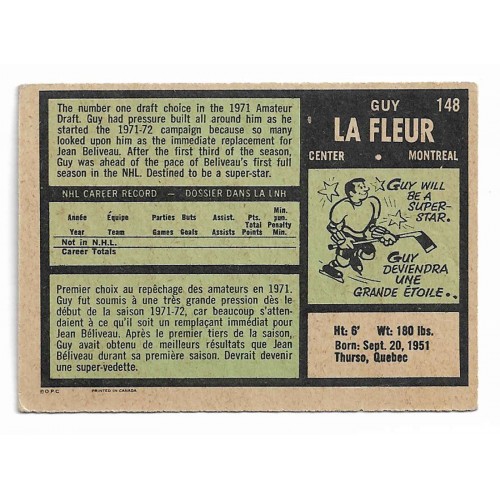 The number one draft choice in the 1971 Amateur
Draft. Guy had pressure built all around him as he
started the 1971-72 campaign because so many
looked upon him as the immediate replacement for
Jean Beliveau. After the first third of the season,
Guy was ahead of the pace of Beliveau's first full
season in the NHL. Destined to be a super-star.
NHL CAREER RECORD — DOSSIER DANS LA LNH
Année Équipe Parties Buts Assist. Pts. Min. pun.
Year Team Games Goals Assists Total Points Penalty Min.
Not in N.H.L.
Career Totals
Premier choix au repêchage des amateurs en 1971.
Guy fut soumis à une très grande pression dès le
début de la saison 1971-72, car beaucoup s'atten-
daient à ce qu'il soit un remplaçant immédiat pour
Jean Béliveau. Après le premier tiers de la saison,
Guy avait obtenu de meilleurs résultats que Jean
Béliveau durant sa première saison. Devrait devenir
une super-vedette.
© O.P.C. PRINTED IN CANADA
GUY 148
LA FLEUR
CENTER • MONTREAL
GUY WILL
BE A
SUPER-
STAR.
GUY
DEVIENDRA
UNE
GRANDE ÉTOILE..
Ht: 6' Wt: 180 lbs.
Born: Sept. 20, 1951
Thurso, Quebec